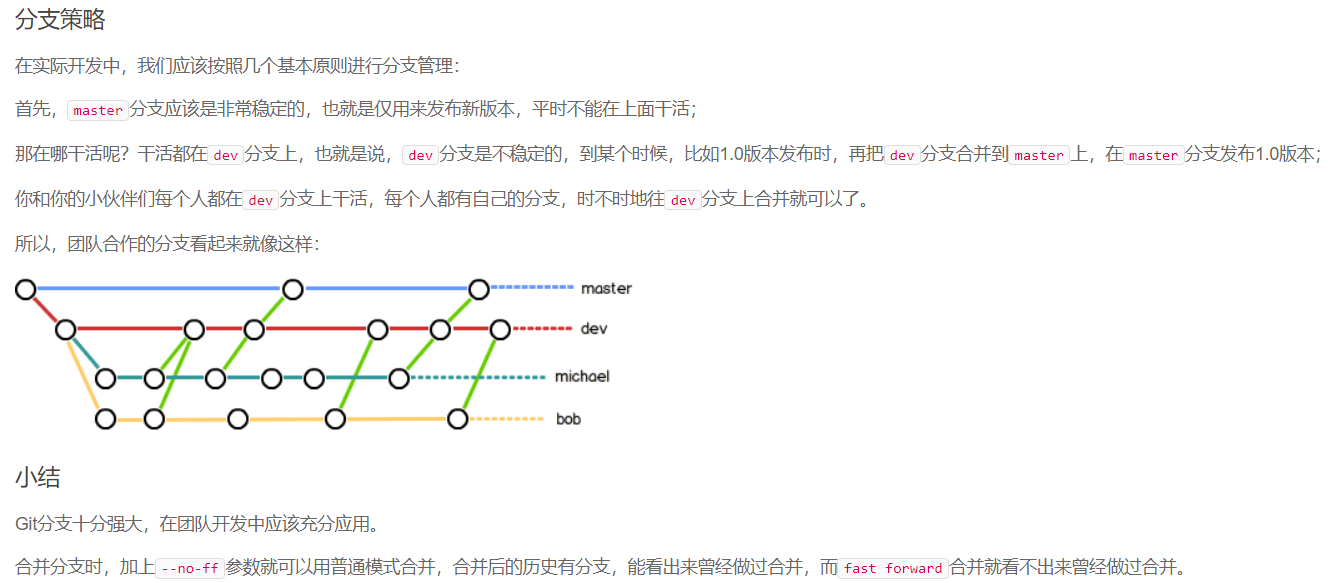 分支策略
在实际开发中，我们应该按照几个基本原则进行分支管理：
首先，master分支应该是非常稳定的，也就是仅用来发布新版本，平时不能在上面干活；
那在哪干活呢？干活都在dev分支上，也就是说，dev分支是不稳定的，到某个时候，比如1.0版本发布时，再把dev分支合并到master上，在master分支发布1.0版本；
你和你的小伙伴们每个人都在dev分支上干活，每个人都有自己的分支，时不时地往dev分支上合并就可以了。
所以，团队合作的分支看起来就像这样：
master
dev
michael
bob
小结
Git分支十分强大，在团队开发中应该充分应用。
合并分支时，加上--no-ff参数就可以用普通模式合并，合并后的历史有分支，能看出来曾经做过合并，而fast forward合并就看不出来曾经做过合并。